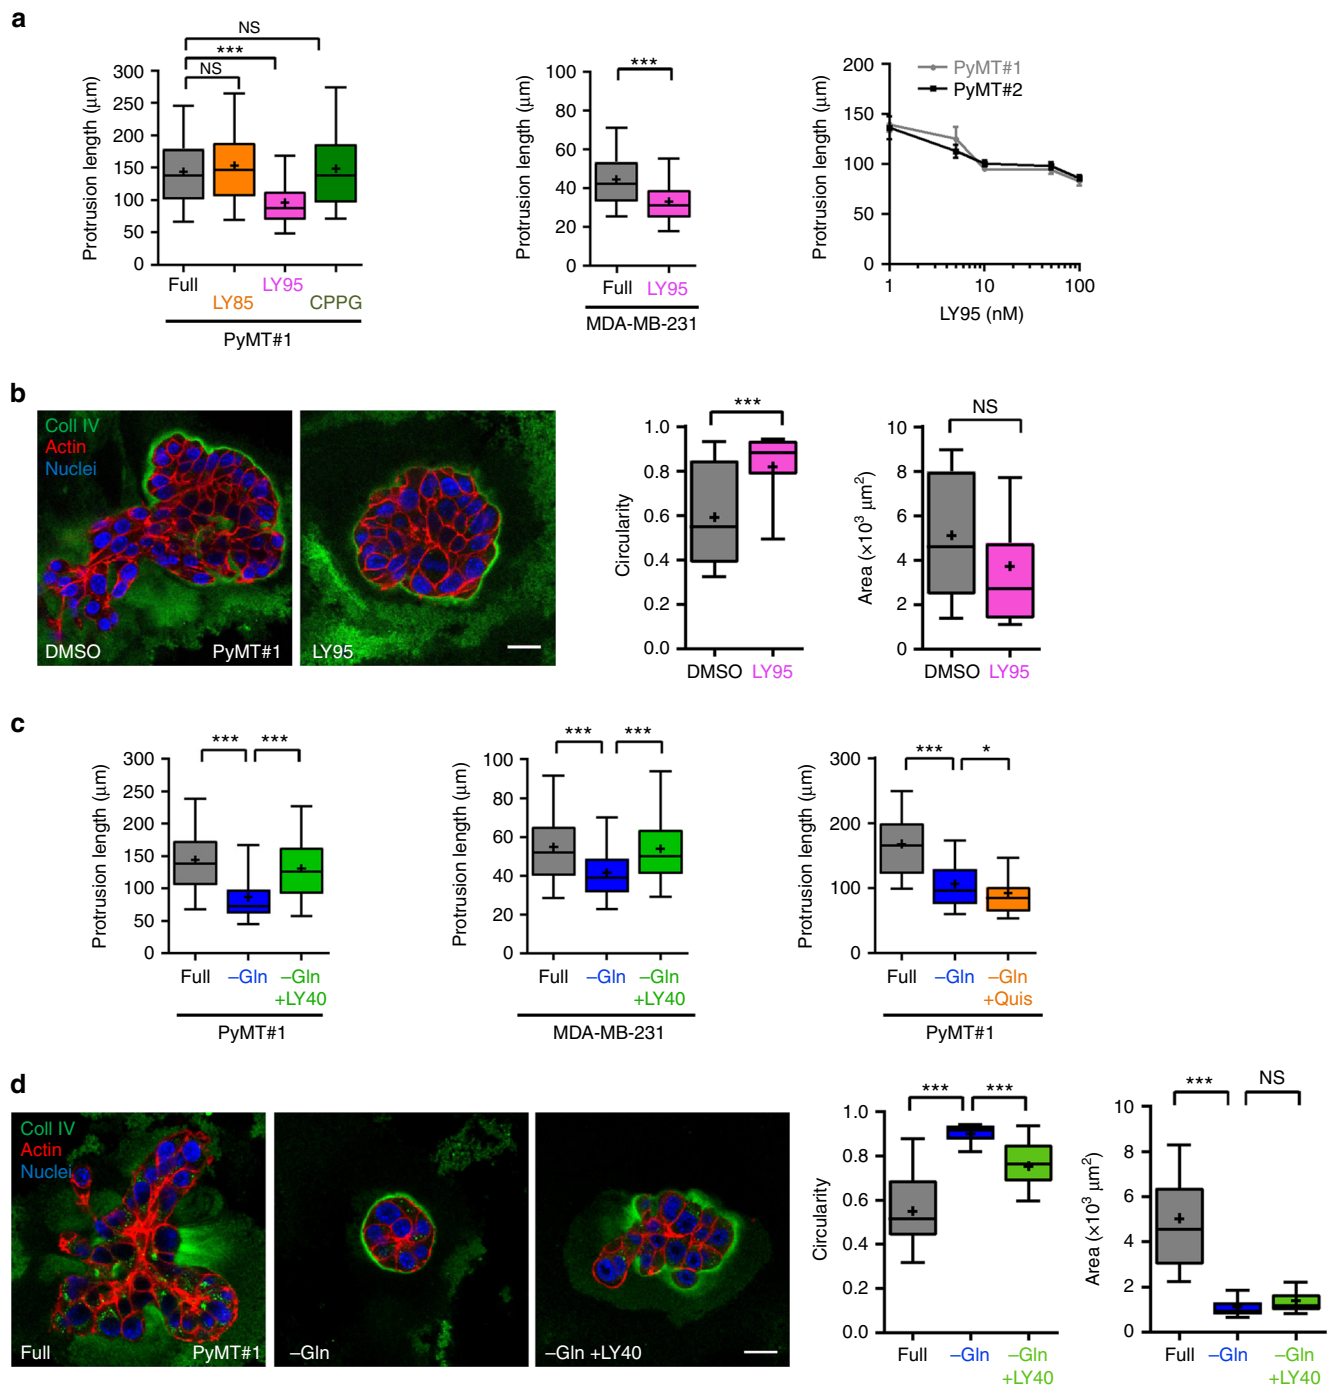 a
NS
***
NS
Protrusion length (μm)
300
250
200
150
100
50
0
Full
LY85
LY95
CPPG
PyMT#1
***
Protrusion length (μm)
100
80
60
40
20
0
Full
LY95
MDA-MB-231
Protrusion length (μm)
200
150
100
50
0
PyMT#1
PyMT#2
1
10
100
LY95 (nM)
b
Coll IV
Actin
Nuclei
DMSO
PyMT#1
LY95
***
Circularity
1.0
0.8
0.6
0.4
0.2
0.0
DMSO
LY95
NS
Area (×10³ μm²)
10
8
6
4
2
0
DMSO
LY95
c
***
***
Protrusion length (μm)
300
250
200
150
100
50
0
Full
–Gln
–Gln
+LY40
PyMT#1
***
***
Protrusion length (μm)
100
80
60
40
20
0
Full
–Gln
–Gln
+LY40
MDA-MB-231
***
*
Protrusion length (μm)
300
200
100
0
Full
–Gln
–Gln
+Quis
PyMT#1
d
Coll IV
Actin
Nuclei
Full
PyMT#1
–Gln
–Gln +LY40
***
***
Circularity
1.0
0.8
0.6
0.4
0.2
0.0
Full
–Gln
–Gln
+LY40
***
NS
Area (×10³ μm²)
10
8
6
4
2
0
Full
–Gln
–Gln
+LY40